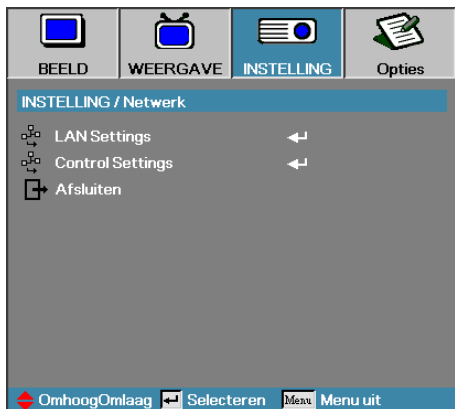 BEELD WEERGAVE INSTELLING Opties
INSTELLING / Netwerk
LAN Settings
Control Settings
Afsluiten
OmhoogOmlaag Selecteren Menu Menu uit